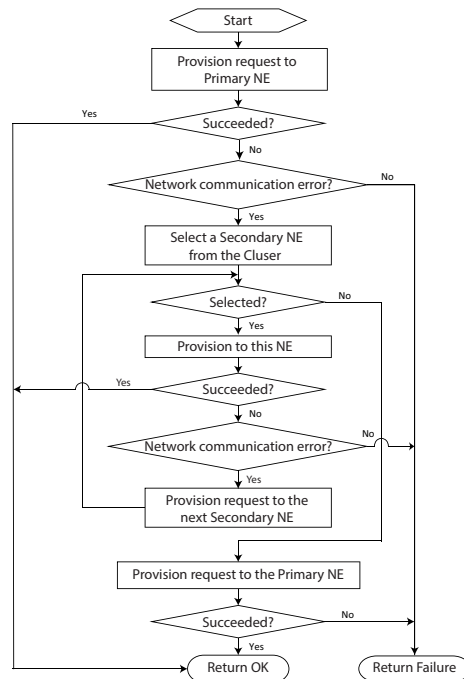 Start
Provision request to
Primary NE
Yes
Succeeded?
No
Network communication error?
No
Yes
Select a Secondary NE
from the Cluser
Selected?
No
Yes
Provision to this NE
Yes
Succeeded?
No
Network communication error?
No
Yes
Provision request to the
next Secondary NE
Provision request to the Primary NE
Succeeded?
No
Yes
Return OK
Return Failure